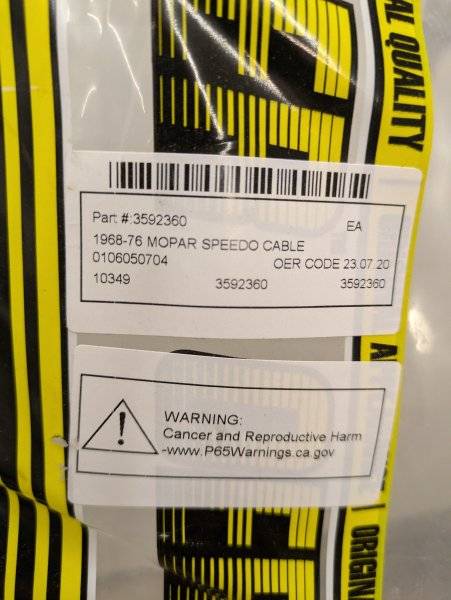 AL QUALITY
Part #:3592360 EA
1968-76 MOPAR SPEEDO CABLE
0106050704 OER CODE 23.07.20
10349 3592360 3592360
WARNING:
Cancer and Reproductive Harm
-www.P65Warnings.ca.gov
ORIGIN